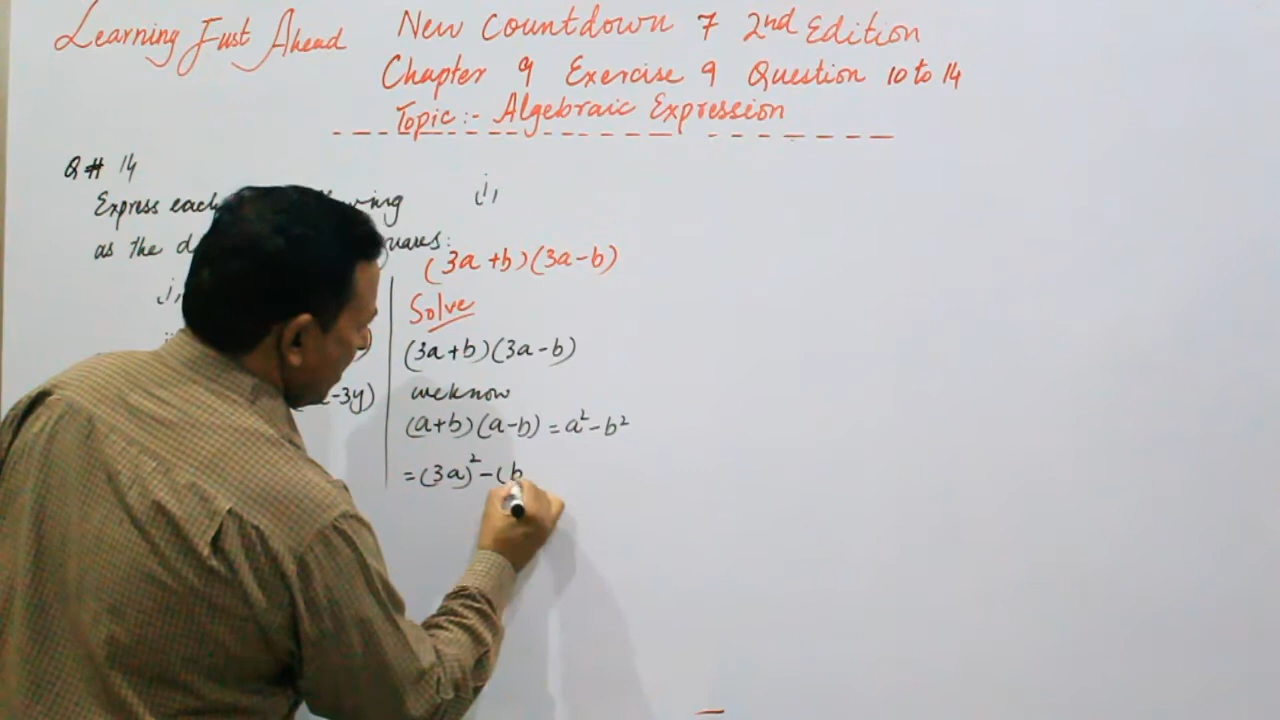 Learning Just Ahead
New Countdown 7 2nd Edition
Chapter 9 Exercise 9 Question 10 to 14
Topic:- Algebraic Expression
Q# 14
Express each
as the
i,
i,
(3a+b)(3a-b)
Solve
(3a+b)(3a-b)
we know
(a+b)(a-b)=a²-b²
=(3a)²-(b
-3y)